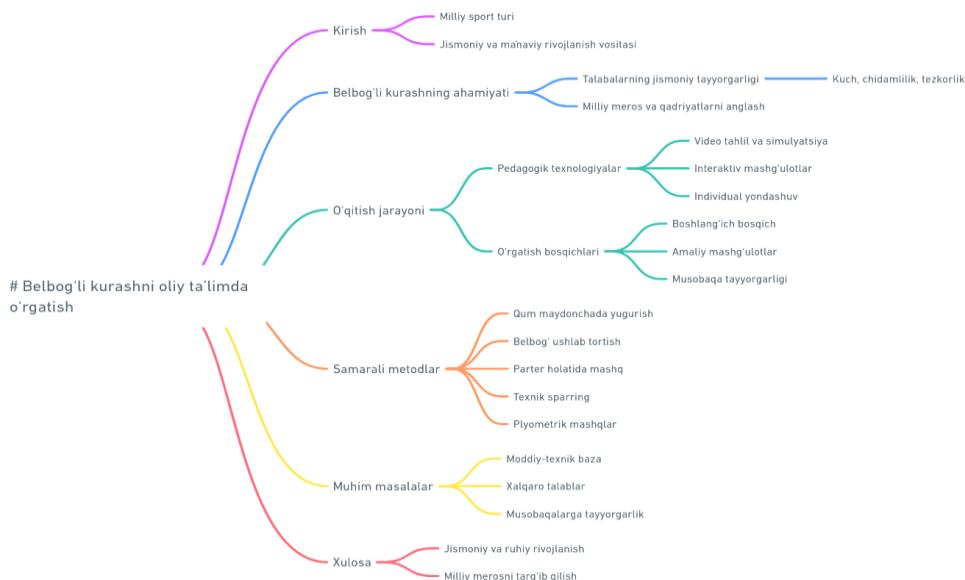 Kirish
Milliy sport turi
Jismoniy va ma'naviy rivojlanish vositasi
Belbog'li kurashning ahamiyati
Talabalarning jismoniy tayyorgarligi
Kuch, chidamlilik, tezkorlik
Milliy meros va qadriyatlarni anglash
# Belbog'li kurashni oliy ta'limda
o'rgatish
O'qitish jarayoni
Pedagogik texnologiyalar
Video tahlil va simulyatsiya
Interaktiv mashg'ulotlar
Individual yondashuv
O'rgatish bosqichlari
Boshlang'ich bosqich
Amaliy mashg'ulotlar
Musobaqa tayyorgarligi
Samarali metodlar
Qum maydonchada yugurish
Belbog' ushlab tortish
Parter holatida mashq
Texnik sparring
Plyometrik mashqlar
Muhim masalalar
Moddiy-texnik baza
Xalqaro talablar
Musobaqalarga tayyorgarlik
Xulosa
Jismoniy va ruhiy rivojlanish
Milliy merosni targ'ib qilish